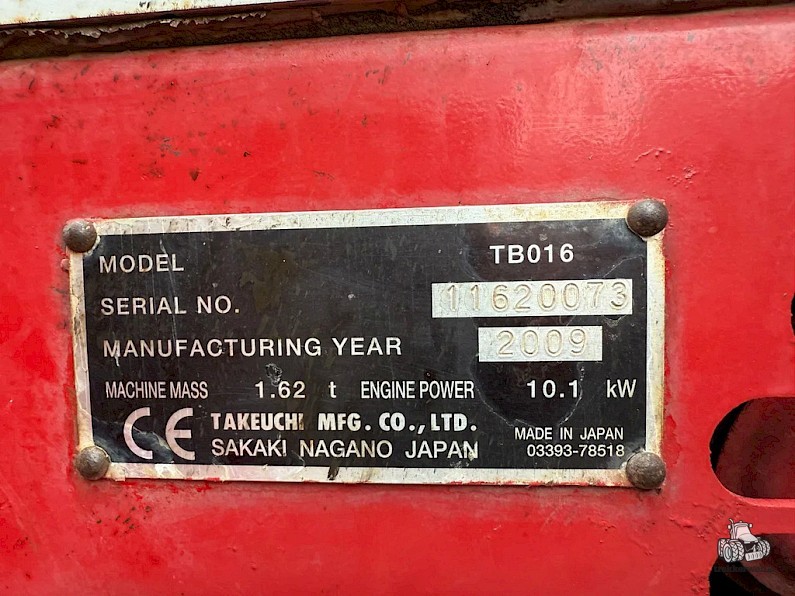 MODEL TB016
SERIAL NO. 11620073
MANUFACTURING YEAR 2009
MACHINE MASS 1.62 t ENGINE POWER 10.1 kW
CE TAKEUCHI MFG. CO., LTD.
SAKAKI NAGANO JAPAN
MADE IN JAPAN
03393-78518